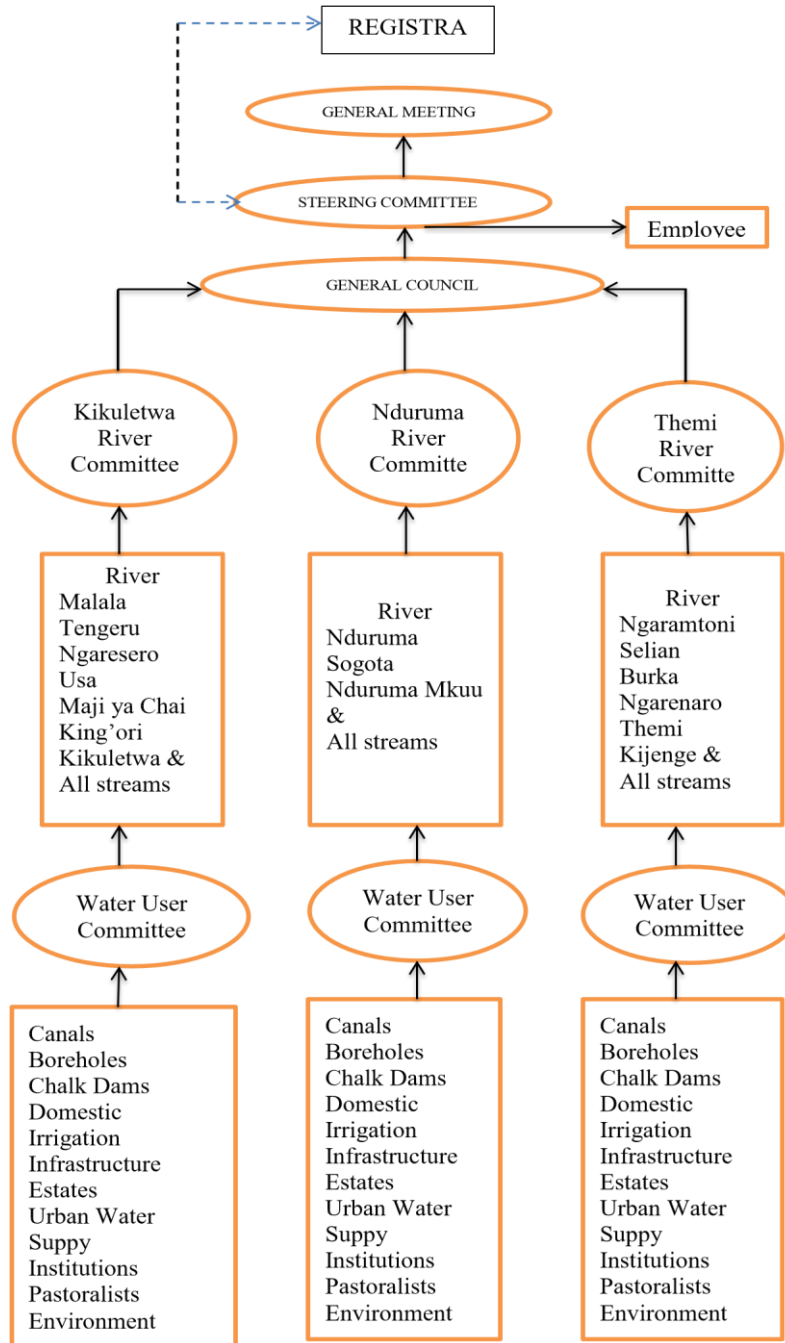 REGISTRA
GENERAL MEETING
STEERING COMMITTEE
Employee
GENERAL COUNCIL
Kikuletwa
River
Committee
Nduruma
River
Committe
Themi
River
Committe
River
Malala
Tengeru
Ngaresero
Usa
Maji ya Chai
King’ori
Kikuletwa &
All streams
River
Nduruma
Sogota
Nduruma Mkuu
&
All streams
River
Ngaramtoni
Selian
Burka
Ngarenaro
Themi
Kijenge &
All streams
Water User
Committee
Water User
Committee
Water User
Committee
Canals
Boreholes
Chalk Dams
Domestic
Irrigation
Infrastructure
Estates
Urban Water
Suppy
Institutions
Pastoralists
Environment
Canals
Boreholes
Chalk Dams
Domestic
Irrigation
Infrastructure
Estates
Urban Water
Suppy
Institutions
Pastoralists
Environment
Canals
Boreholes
Chalk Dams
Domestic
Irrigation
Infrastructure
Estates
Urban Water
Suppy
Institutions
Pastoralists
Environment